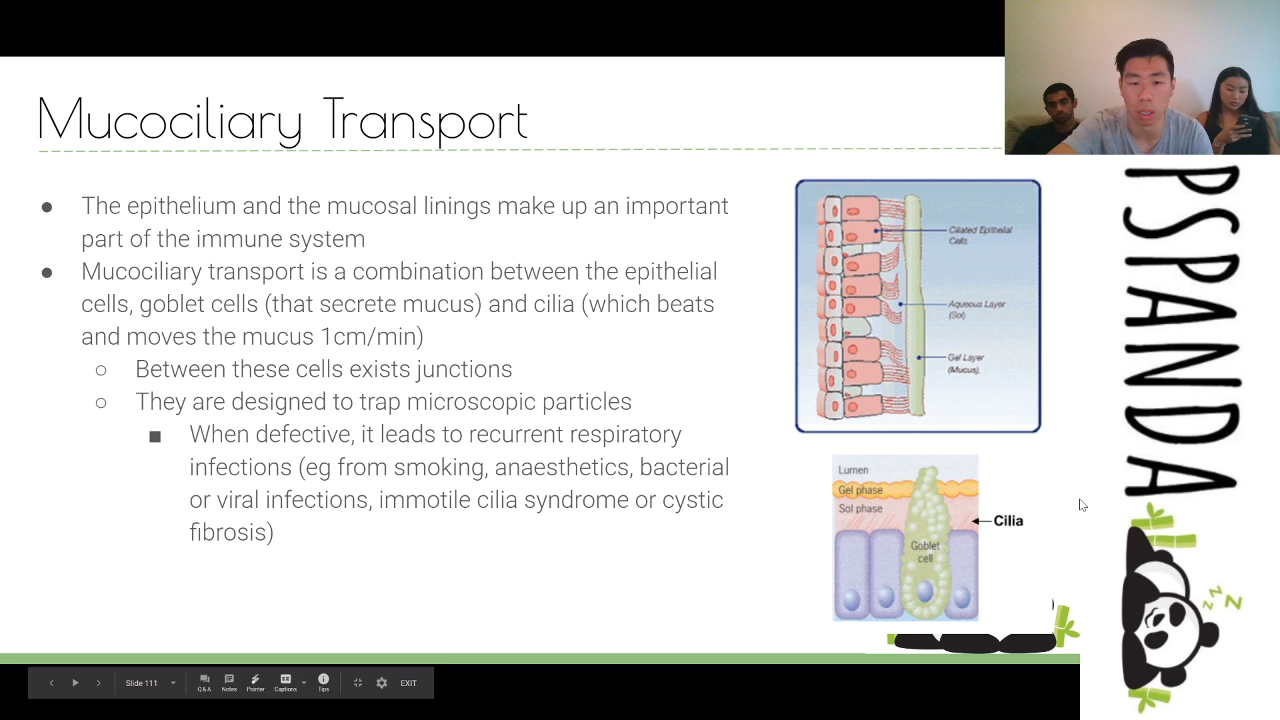 Mucociliary Transport
● The epithelium and the mucosal linings make up an important
part of the immune system
● Mucociliary transport is a combination between the epithelial
cells, goblet cells (that secrete mucus) and cilia (which beats
and moves the mucus 1cm/min)
○ Between these cells exists junctions
○ They are designed to trap microscopic particles
■ When defective, it leads to recurrent respiratory
infections (eg from smoking, anaesthetics, bacterial
or viral infections, immotile cilia syndrome or cystic
fibrosis)
Ciliated Epithelial
Cells
Aqueous Layer
(Sol)
Gel Layer
(Mucus)
Lumen
Gel phase
Sol phase
Cilia
Goblet
cell
PSPANDA
z z Z
Slide 111
Q&A
Notes
Pointer
Captions
Tips
EXIT